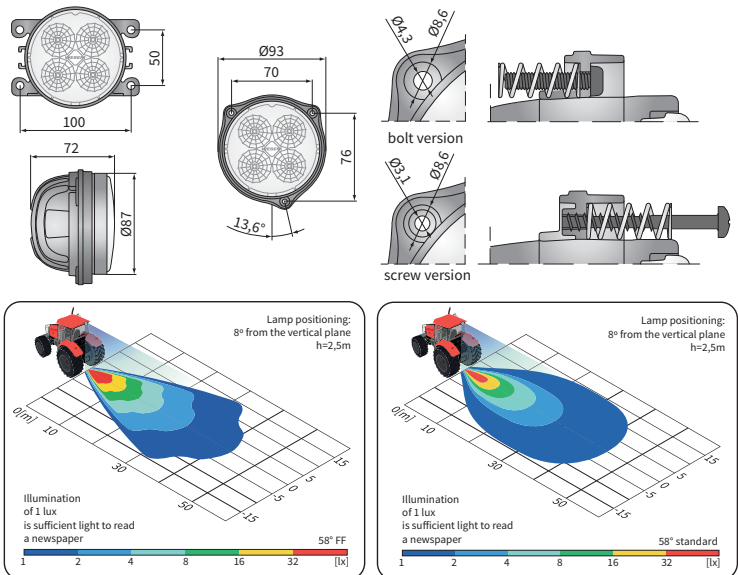 50
100
Ø93
70
76
13,6°
72
Ø87
Ø4,3
Ø8,6
bolt version
Ø3,1
Ø8,6
screw version
Lamp positioning:
8º from the vertical plane
h=2,5m
0[m]
10
30
50
15
5
0
-5
-15
Illumination
of 1 lux
is sufficient light to read
a newspaper
58° FF
1 2 4 8 16 32 [lx]
Lamp positioning:
8º from the vertical plane
h=2,5m
0[m]
10
30
50
15
5
0
-5
-15
Illumination
of 1 lux
is sufficient light to read
a newspaper
58° standard
1 2 4 8 16 32 [lx]